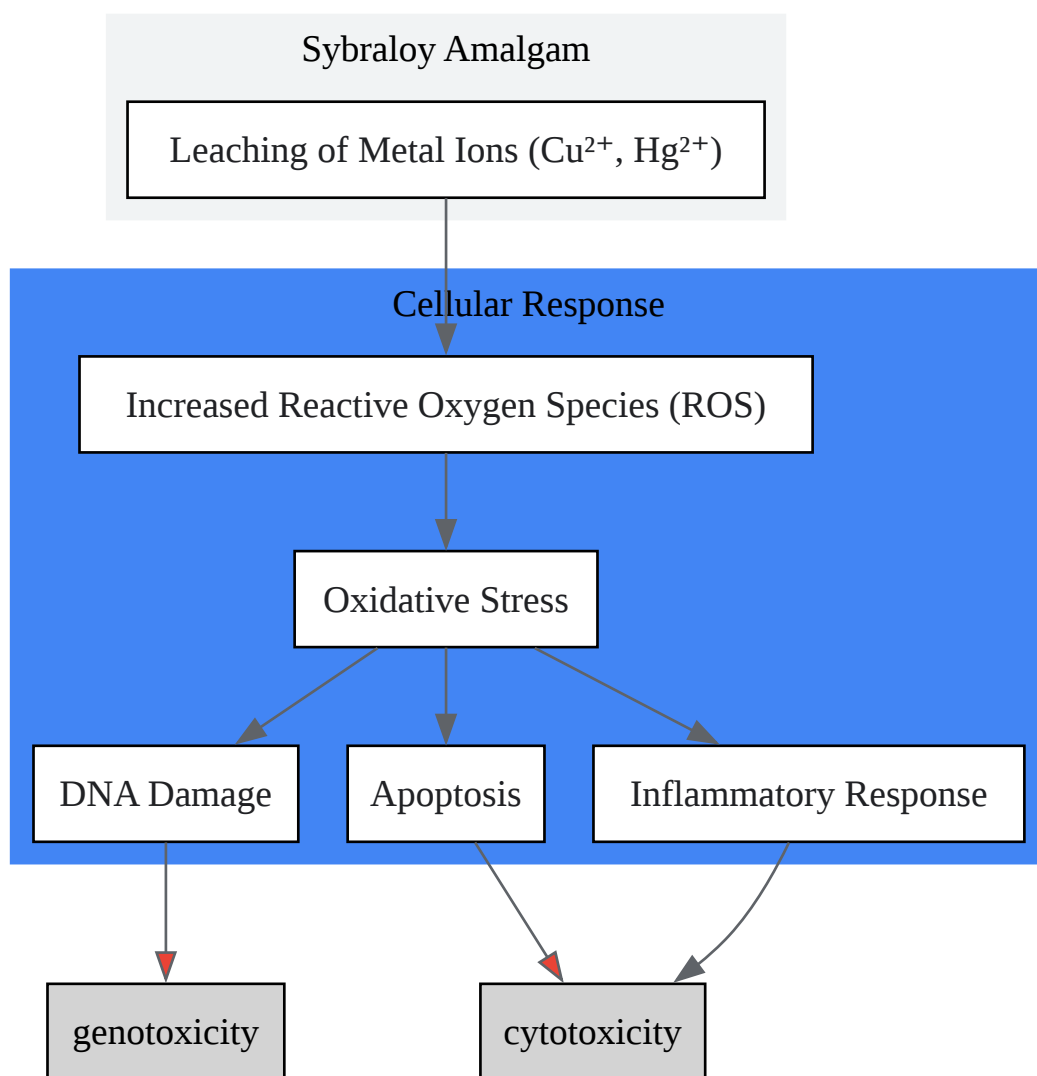 Sybraloy Amalgam
Leaching of Metal Ions (Cu²⁺, Hg²⁺)
Cellular Response
Increased Reactive Oxygen Species (ROS)
Oxidative Stress
DNA Damage
Apoptosis
Inflammatory Response
genotoxicity
cytotoxicity